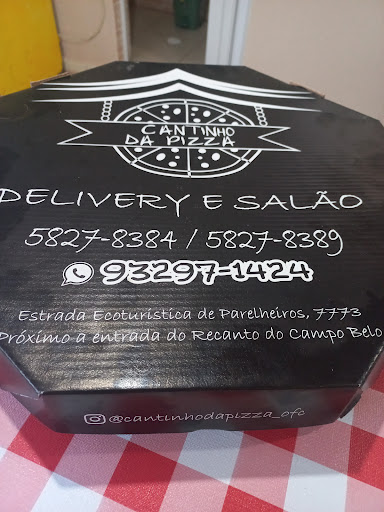 CANTINHO
DA PIZZA
DELIVERY E SALÃO
5827-8384 / 5827-8389
93297-1424
Estrada Ecoturistica de Parelheiros, 7773
Próximo a entrada do Recanto do Campo Belo
@cantinhodapizza_ofc